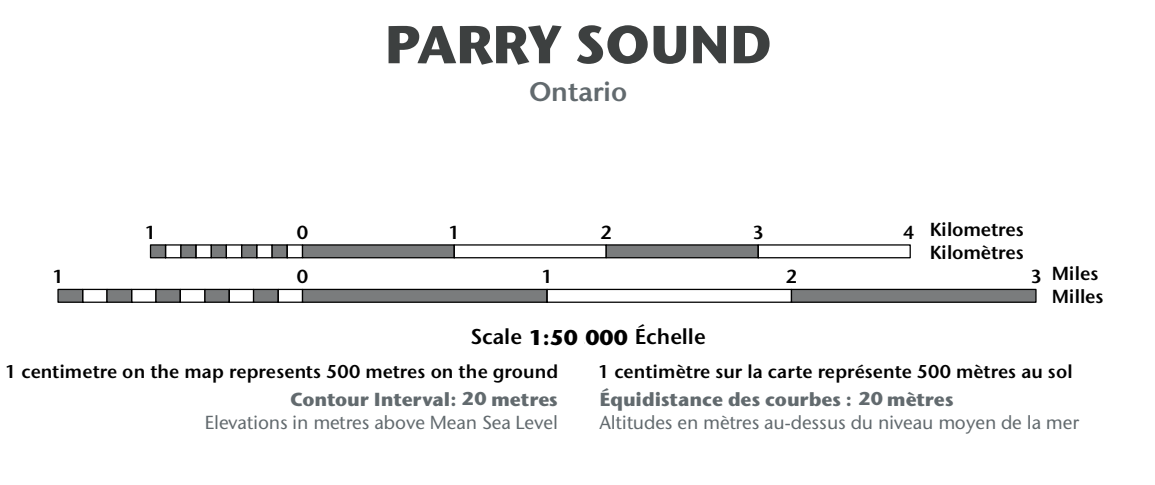 PARRY SOUND
Ontario
1 0 1 2 3 4 Kilometres
Kilomètres
1 0 1 2 3 Miles
Milles
Scale 1:50 000 Échelle
1 centimetre on the map represents 500 metres on the ground
Contour Interval: 20 metres
Elevations in metres above Mean Sea Level
1 centimètre sur la carte représente 500 mètres au sol
Équidistance des courbes : 20 mètres
Altitudes en mètres au-dessus du niveau moyen de la mer